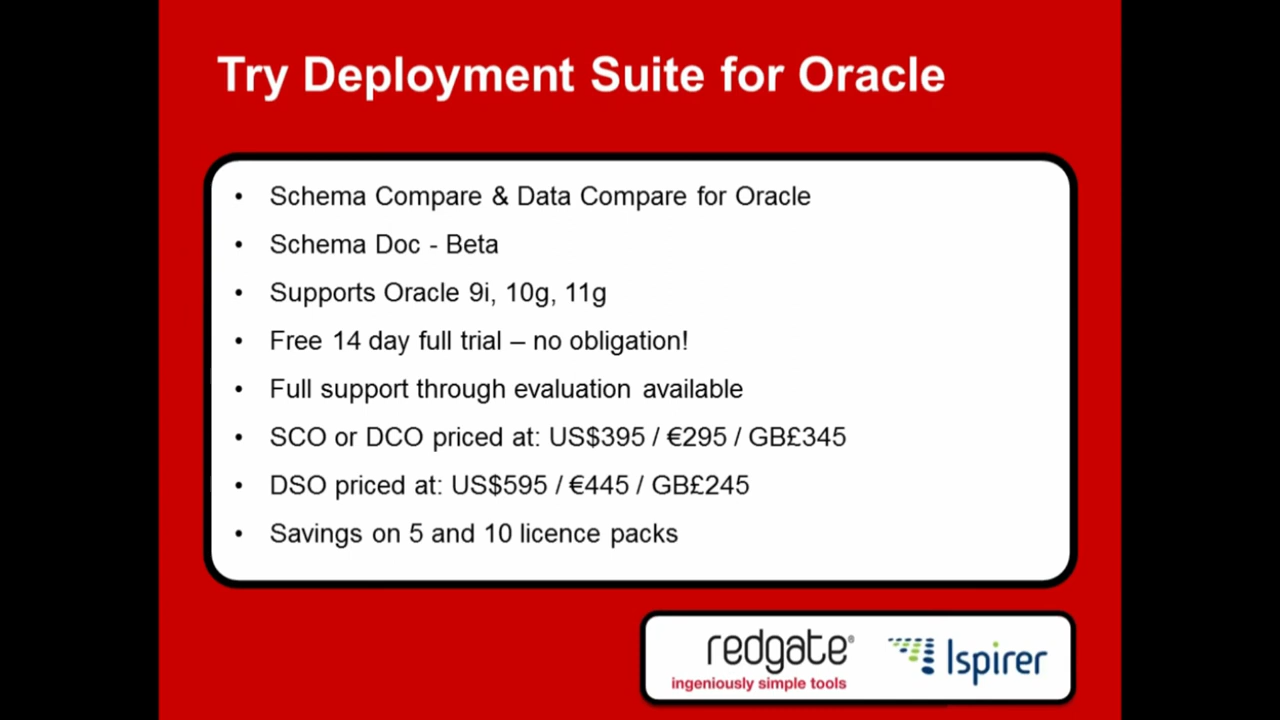 Try Deployment Suite for Oracle
• Schema Compare & Data Compare for Oracle
• Schema Doc - Beta
• Supports Oracle 9i, 10g, 11g
• Free 14 day full trial – no obligation!
• Full support through evaluation available
• SCO or DCO priced at: US$395 / €295 / GB£345
• DSO priced at: US$595 / €445 / GB£245
• Savings on 5 and 10 licence packs
redgate®
ingeniously simple tools
Ispirer